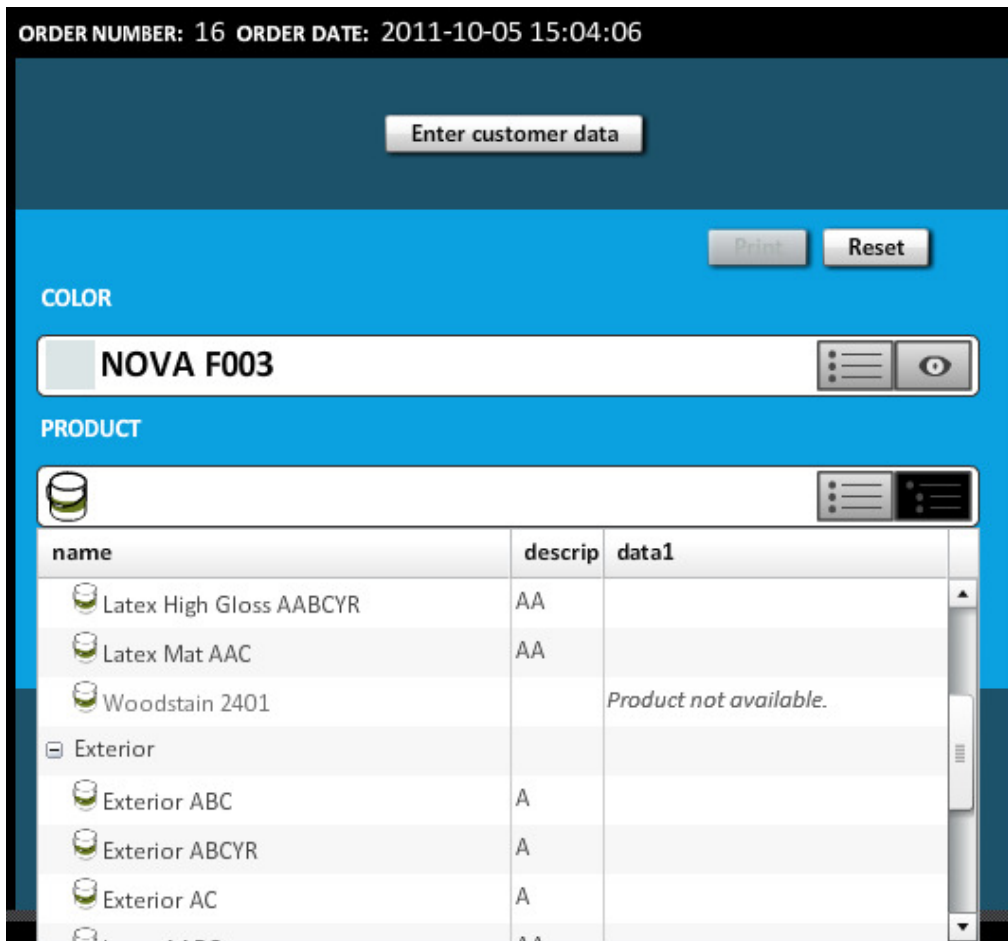 ORDER NUMBER: 16 ORDER DATE: 2011-10-05 15:04:06
Enter customer data
Print Reset
COLOR
NOVA F003
PRODUCT
name descrip data1
Latex High Gloss AABCYR AA
Latex Mat AAC AA
Woodstain 2401 Product not available.
Exterior
Exterior ABC A
Exterior ABCYR A
Exterior AC A